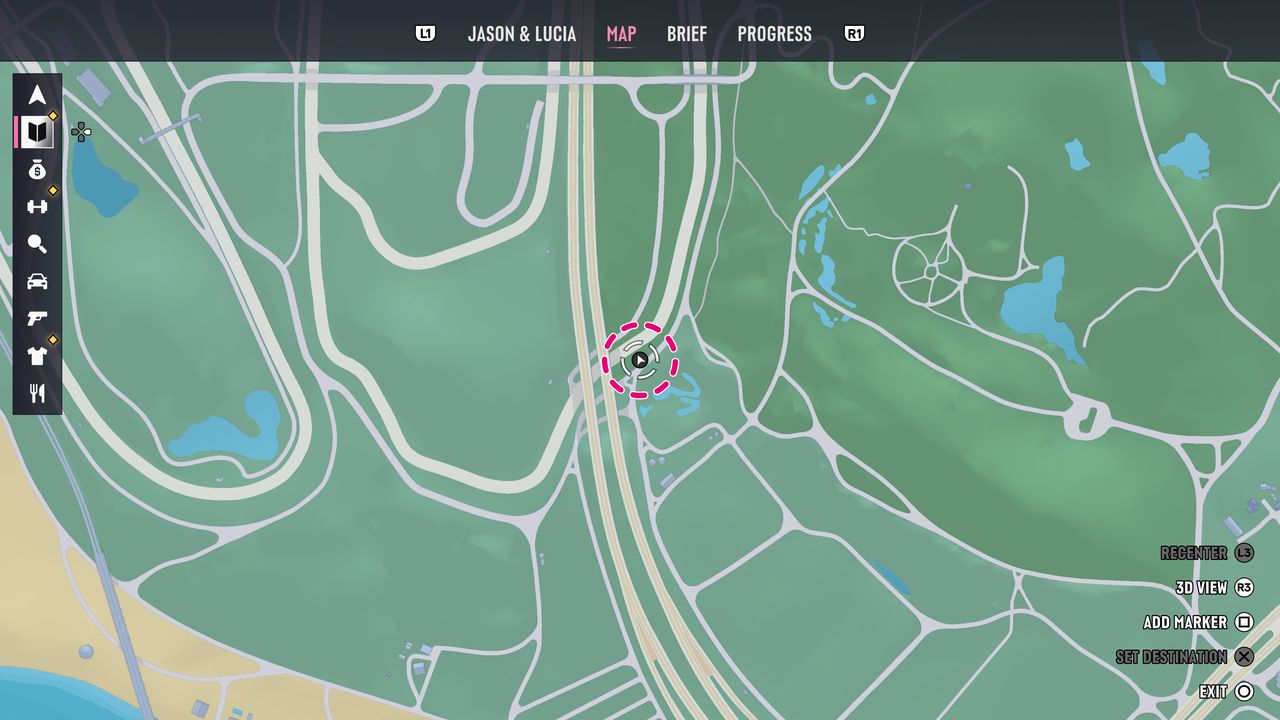 L1 JASON & LUCIA MAP BRIEF PROGRESS R1
$
RECENTER L3
3D VIEW R3
ADD MARKER
SET DESTINATION
EXIT